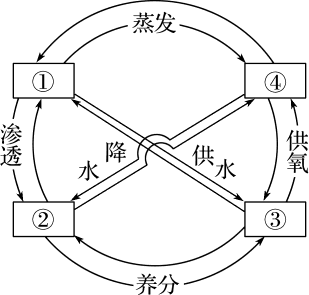 蒸发
① ④
渗透
降水
供水
供氧
② ③
养分